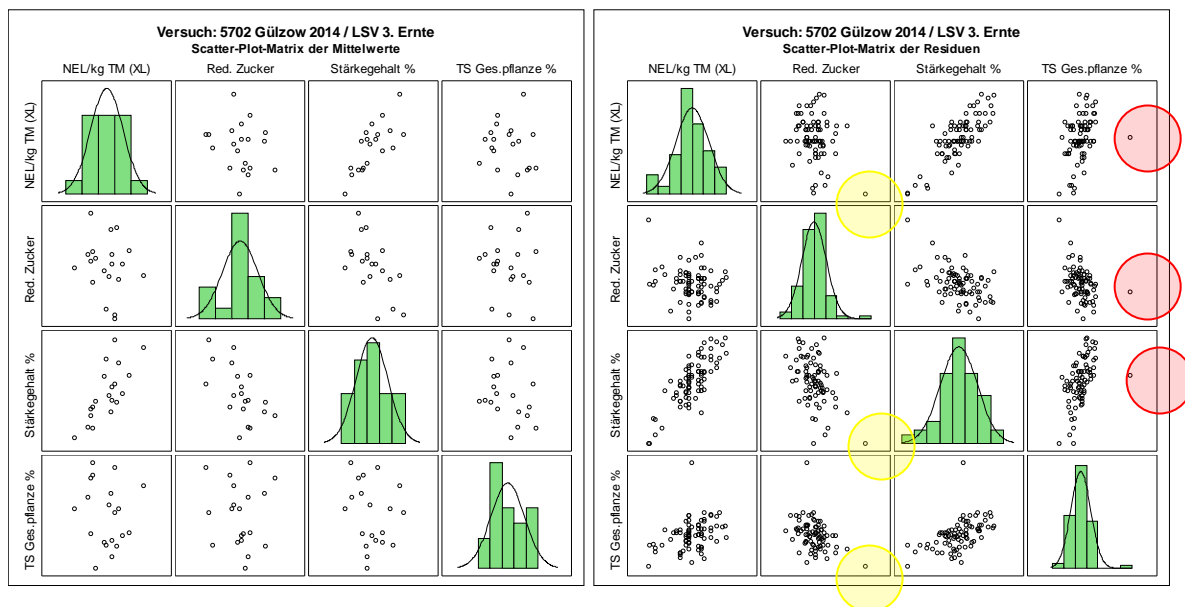 Versuch: 5702 Gülzow 2014 / LSV 3. Ernte
Scatter-Plot-Matrix der Mittelwerte
NEL/kg TM (XL) Red. Zucker Stärkegehalt % TS Ges.pflanze %
NEL/kg TM (XL)
Red. Zucker
Stärkegehalt %
TS Ges.pflanze %
Versuch: 5702 Gülzow 2014 / LSV 3. Ernte
Scatter-Plot-Matrix der Residuen
NEL/kg TM (XL) Red. Zucker Stärkegehalt % TS Ges.pflanze %
NEL/kg TM (XL)
Red. Zucker
Stärkegehalt %
TS Ges.pflanze %